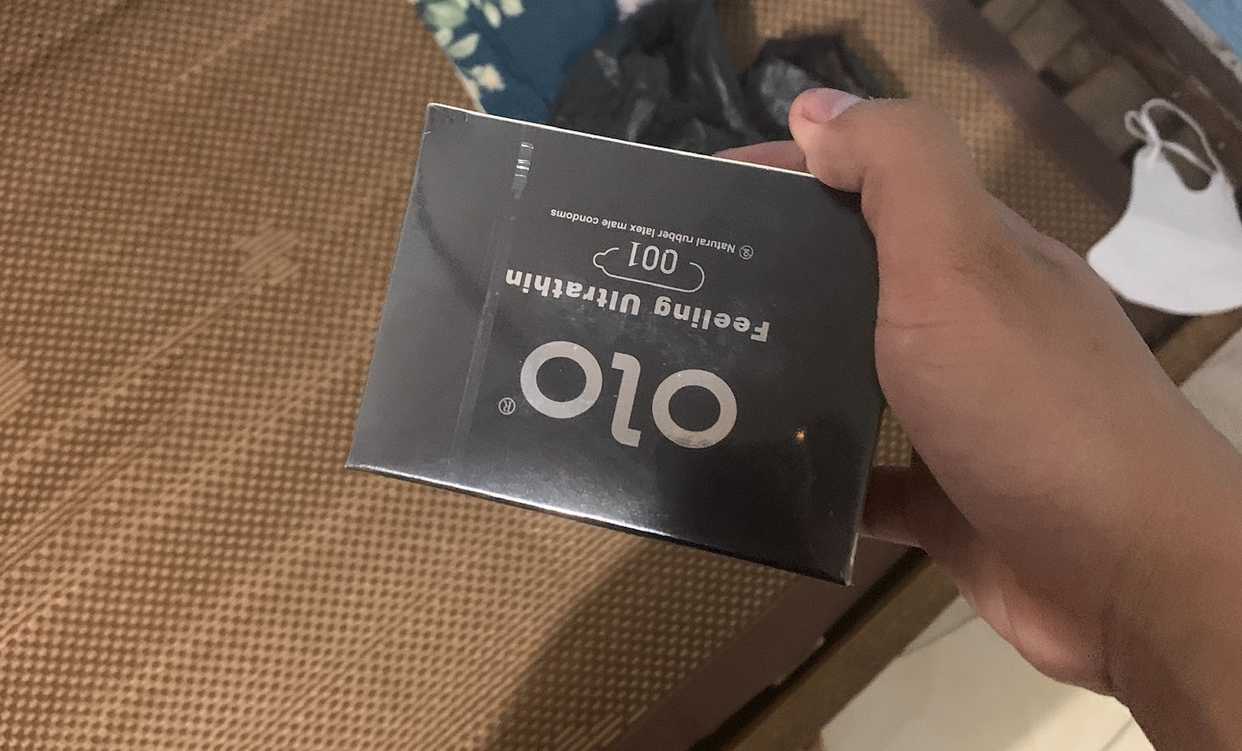 olo®
Feeling Ultrathin
001
Natural rubber latex male condoms